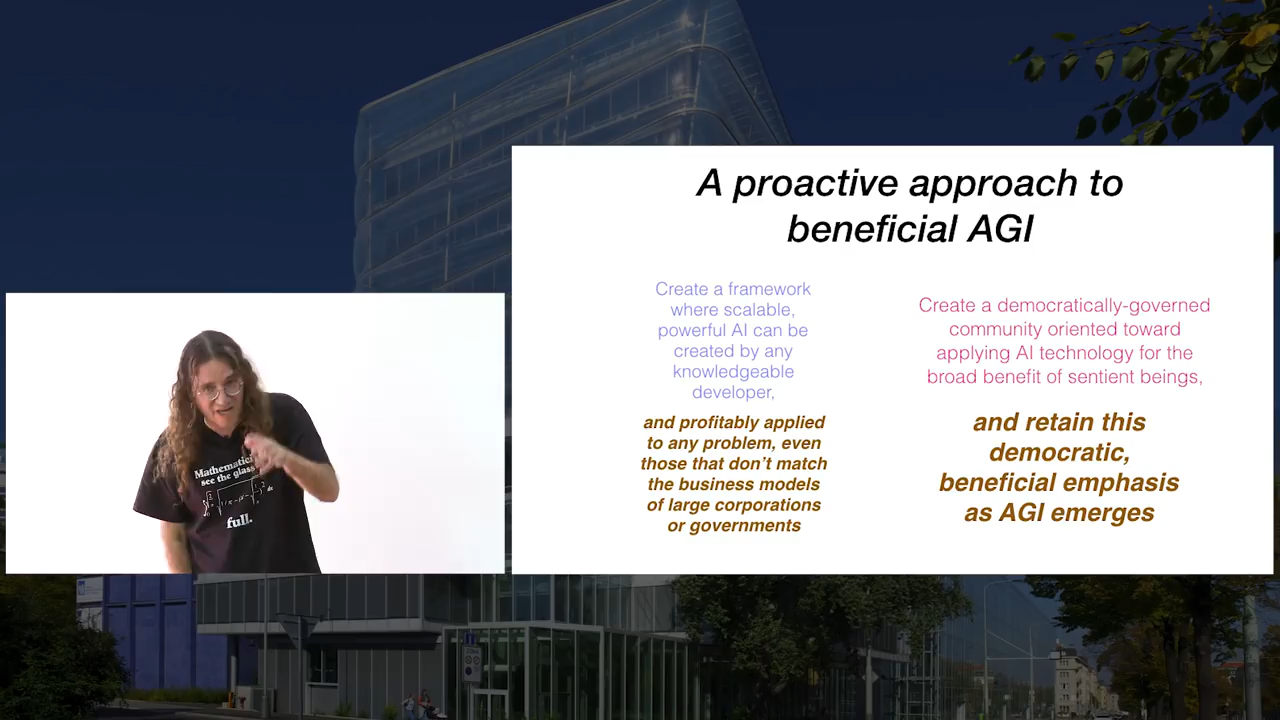 A proactive approach to
beneficial AGI
Create a framework
where scalable,
powerful AI can be
created by any
knowledgeable
developer,
and profitably applied
to any problem, even
those that don't match
the business models
of large corporations
or governments
Create a democratically-governed
community oriented toward
applying AI technology for the
broad benefit of sentient beings,
and retain this
democratic,
beneficial emphasis
as AGI emerges
see the glass
full.